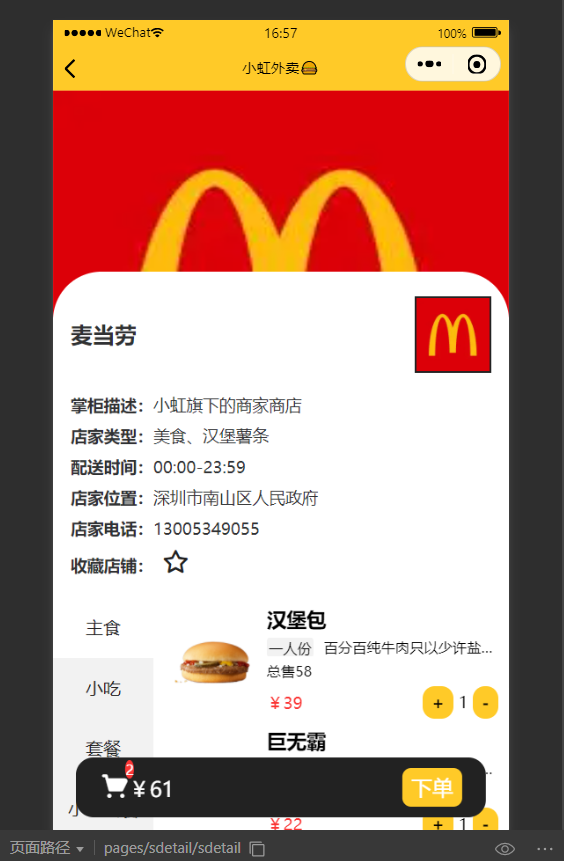 WeChat 16:57 100%
小虹外卖🍔
麦当劳
掌柜描述：小虹旗下的商家商店
店家类型：美食、汉堡薯条
配送时间：00:00-23:59
店家位置：深圳市南山区人民政府
店家电话：13005349055
收藏店铺：
主食
小吃
套餐
小
汉堡包
一人份 百分百纯牛肉只以少许盐...
总售58
￥39 + 1 -
巨无霸
￥22 + 1 -
2
￥61 下单
页面路径 pages/sdetail/sdetail